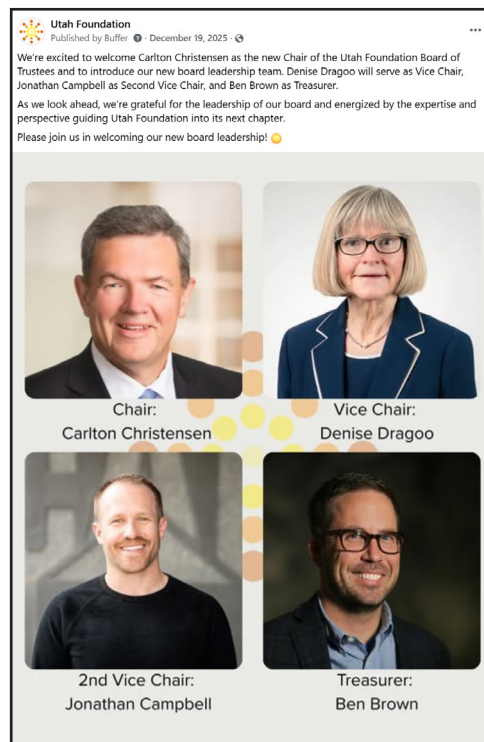 Utah Foundation
Published by Buffer · December 19, 2025 ·
We're excited to welcome Carlton Christensen as the new Chair of the Utah Foundation Board of
Trustees and to introduce our new board leadership team. Denise Dragoo will serve as Vice Chair,
Jonathan Campbell as Second Vice Chair, and Ben Brown as Treasurer.
As we look ahead, we're grateful for the leadership of our board and energized by the expertise and
perspective guiding Utah Foundation into its next chapter.
Please join us in welcoming our new board leadership!
Chair:
Carlton Christensen
Vice Chair:
Denise Dragoo
2nd Vice Chair:
Jonathan Campbell
Treasurer:
Ben Brown